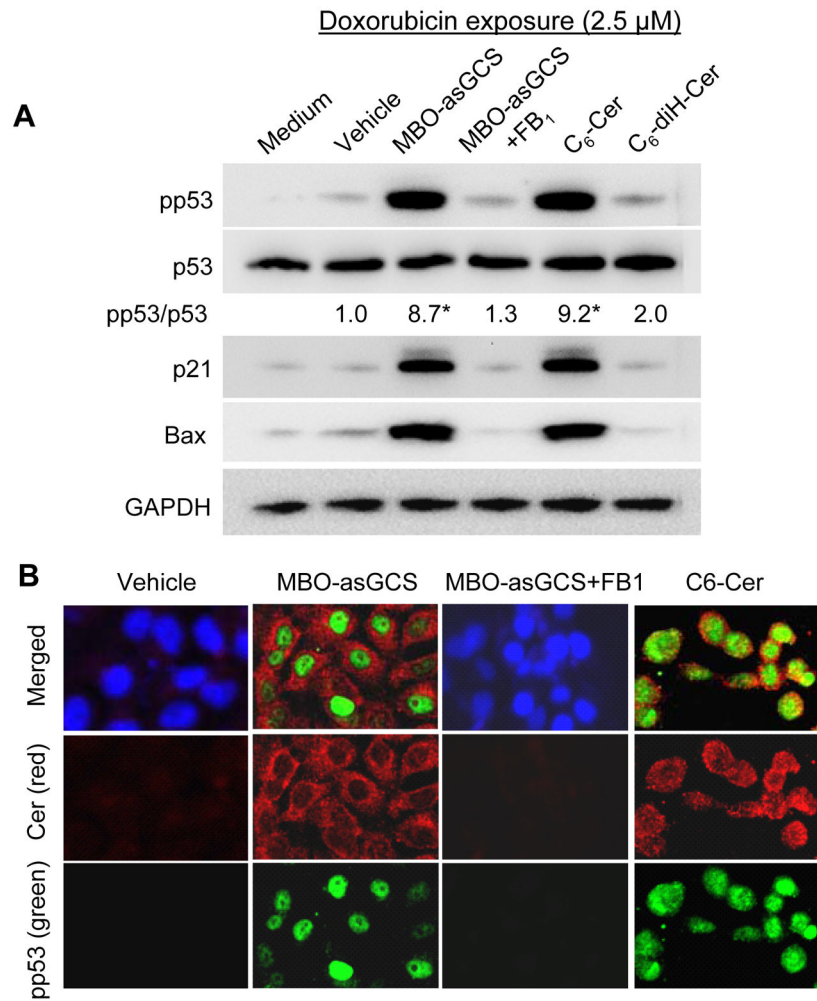 Doxorubicin exposure (2.5 µM)
A
Medium
Vehicle
MBO-asGCS
MBO-asGCS
+FB₁
C₆-Cer
C₆-diH-Cer
pp53
p53
pp53/p53 1.0 8.7* 1.3 9.2* 2.0
p21
Bax
GAPDH
B
Vehicle MBO-asGCS MBO-asGCS+FB1 C6-Cer
Merged
Cer (red)
pp53 (green)